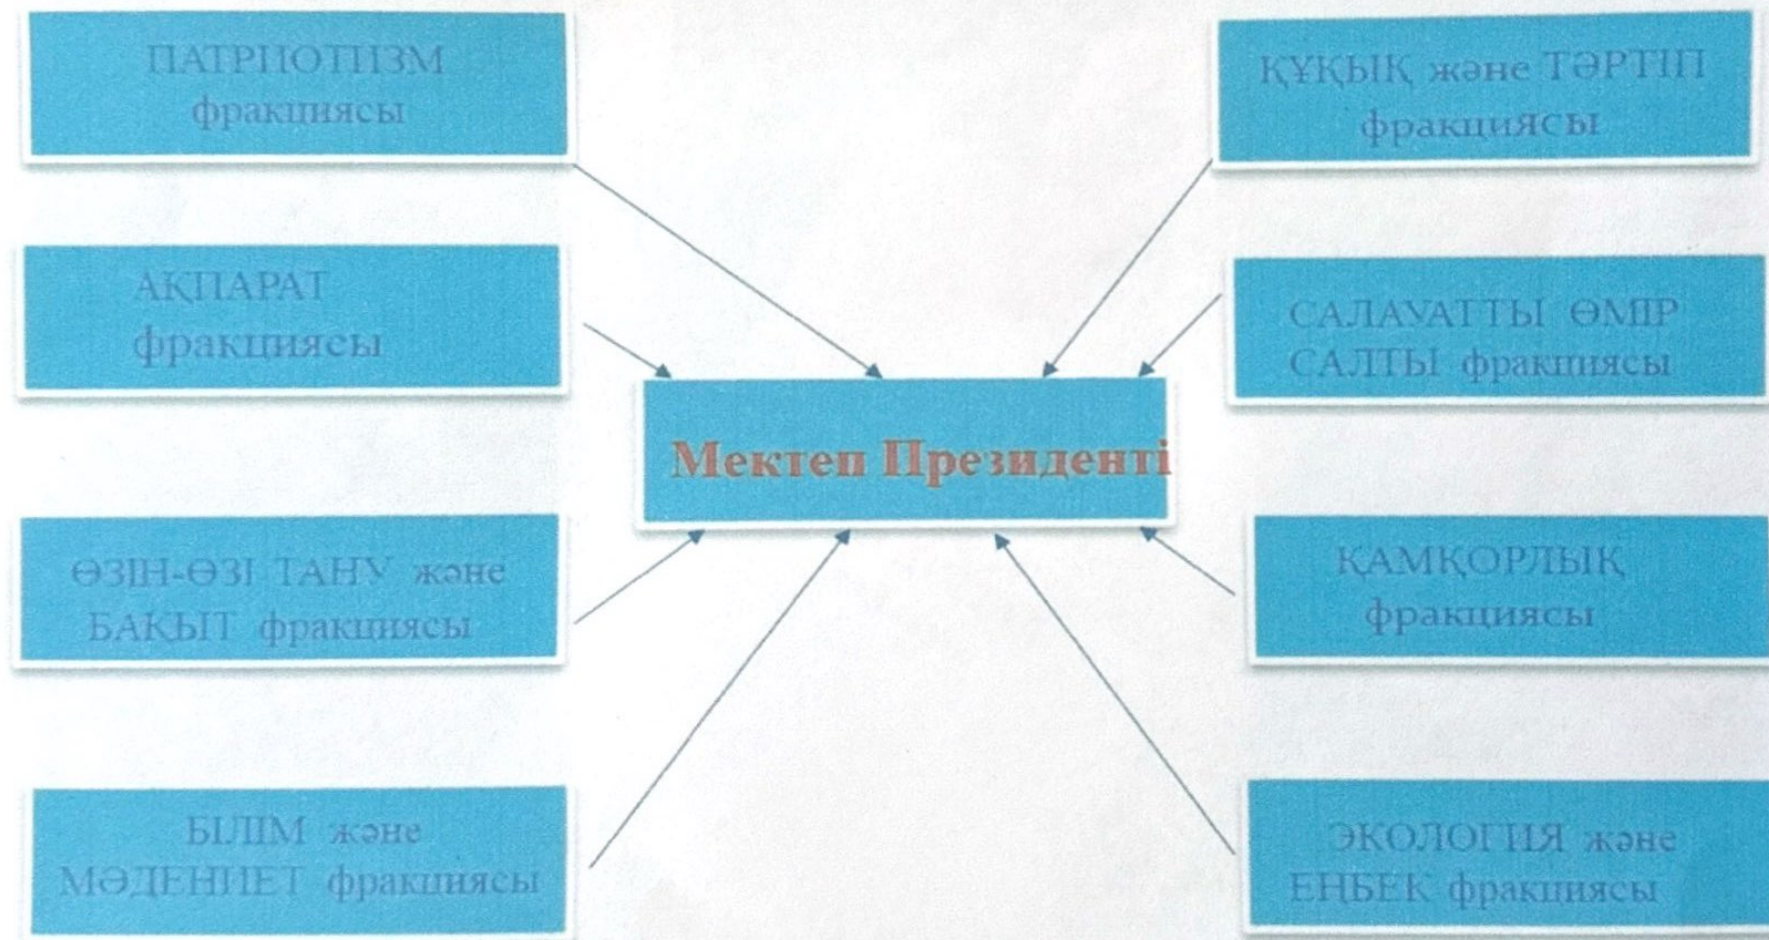 ПАТРИОТИЗМ
фракциясы
ҚҰҚЫҚ және ТӘРТІП
фракциясы
АҚПАРАТ
фракциясы
САЛАУАТТЫ ӨМІР
САЛТЫ фракциясы
Мектеп Президенті
ӨЗІН-ӨЗІ ТАНУ және
БАҚЫТ фракциясы
ҚАМҚОРЛЫҚ
фракциясы
БІЛІМ және
МӘДЕНИЕТ фракциясы
ЭКОЛОГИЯ және
ЕҢБЕК фракциясы